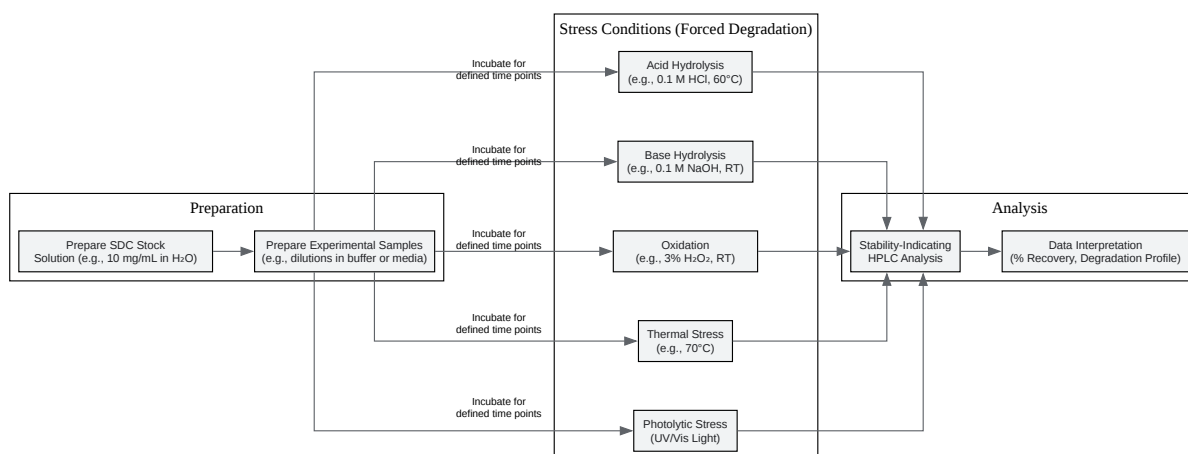 Preparation
Prepare SDC Stock
Solution (e.g., 10 mg/mL in H₂O)
Prepare Experimental Samples
(e.g., dilutions in buffer or media)
Incubate for
defined time points
Incubate for
defined time points
Incubate for
defined time points
Incubate for
defined time points
Incubate for
defined time points
Stress Conditions (Forced Degradation)
Acid Hydrolysis
(e.g., 0.1 M HCl, 60°C)
Base Hydrolysis
(e.g., 0.1 M NaOH, RT)
Oxidation
(e.g., 3% H₂O₂, RT)
Thermal Stress
(e.g., 70°C)
Photolytic Stress
(UV/Vis Light)
Analysis
Stability-Indicating
HPLC Analysis
Data Interpretation
(% Recovery, Degradation Profile)